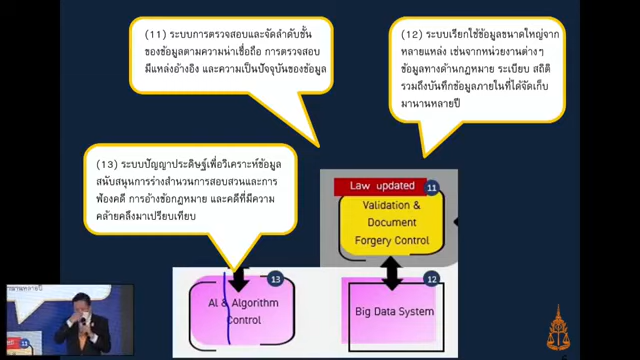 (11) ระบบการตรวจสอบและจัดลำดับชั้น
ของข้อมูลตามความน่าเชื่อถือ การตรวจสอบ
มีแหล่งอ้างอิง และความเป็นปัจจุบันของข้อมูล
(12) ระบบเรียกใช้ข้อมูลขนาดใหญ่จาก
หลายแหล่ง เช่นจากหน่วยงานต่างๆ
ข้อมูลทางด้านกฎหมาย ระเบียบ สถิติ
รวมถึงบันทึกข้อมูลภายในที่ได้จัดเก็บ
มานานหลายปี
(13) ระบบปัญญาประดิษฐ์เพื่อวิเคราะห์ข้อมูล
สนับสนุนการร่างสำนวนการสอบสวนและการ
ฟ้องคดี การอ้างข้อกฎหมาย และคดีที่มีความ
คล้ายคลึงมาเปรียบเทียบ
Law updated
11
Validation &
Document
Forgery Control
13
AI & Algorithm
Control
12
Big Data System
มานานหลายปี
11